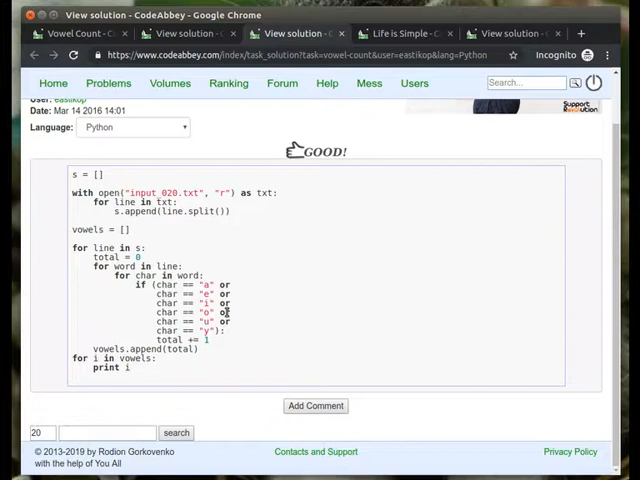 View solution - CodeAbbey - Google Chrome
Vowel Count - C
View solution - C
View solution - C
Life is Simple - C
View solution - C
https://www.codeabbey.com/index/task_solution?task=vowel-count&user=eastikop&lang=Python
Incognito
Home Problems Volumes Ranking Forum Help Mess Users Search...
User: eastikop
Date: Mar 14 2016 14:01
Support
Language: Python
GOOD!
s = []
with open("input_020.txt", "r") as txt:
for line in txt:
s.append(line.split())
vowels = []
for line in s:
total = 0
for word in line:
for char in word:
if (char == "a" or
char == "e" or
char == "i" or
char == "o" or
char == "u" or
char == "y"):
total += 1
vowels.append(total)
for i in vowels:
print i
Add Comment
20 search
© 2013-2019 by Rodion Gorkovenko
with the help of You All
Contacts and Support
Privacy Policy